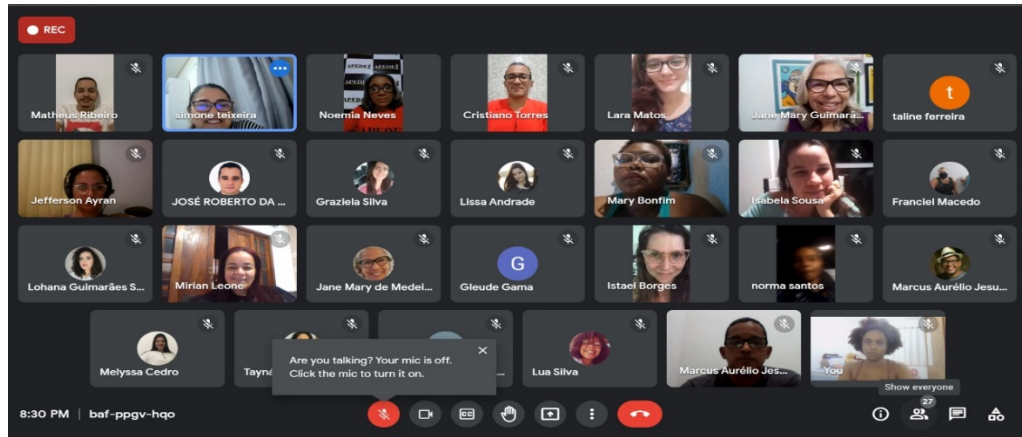 REC
Matheus Ribeiro
simone teixeira
Noemia Neves
Cristiano Torres
Lara Matos
Jane Mary Guimara...
t
taline ferreira
Jefferson Ayran
JOSÉ ROBERTO DA ...
Graziela Silva
Lissa Andrade
Mary Bonfim
Isabela Sousa
Franciel Macedo
Lohana Guimarães S...
Mirian Leone
Jane Mary de Medei...
G
Gleude Gama
Istael Borges
norma santos
Marcus Aurélio Jesu...
Melyssa Cedro
Tayná
...
Lua Silva
Marcus Aurélio Jes...
You
Are you talking? Your mic is off.
Click the mic to turn it on.
Show everyone
8:30 PM | baf-ppgv-hqo
27